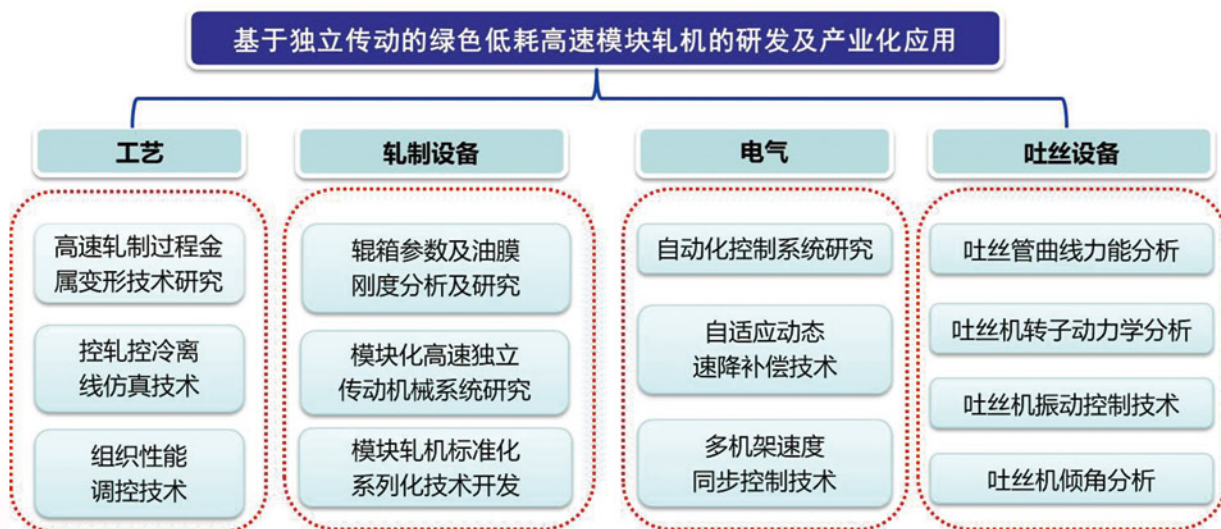 基于独立传动的绿色低耗高速模块轧机的研发及产业化应用
工艺
高速轧制过程金
属变形技术研究
控轧控冷离
线仿真技术
组织性能
调控技术
轧制设备
辊箱参数及油膜
刚度分析及研究
模块化高速独立
传动机械系统研究
模块轧机标准化
系列化技术开发
电气
自动化控制系统研究
自适应动态
速降补偿技术
多机架速度
同步控制技术
吐丝设备
吐丝管曲线力能分析
吐丝机转子动力学分析
吐丝机振动控制技术
吐丝机倾角分析